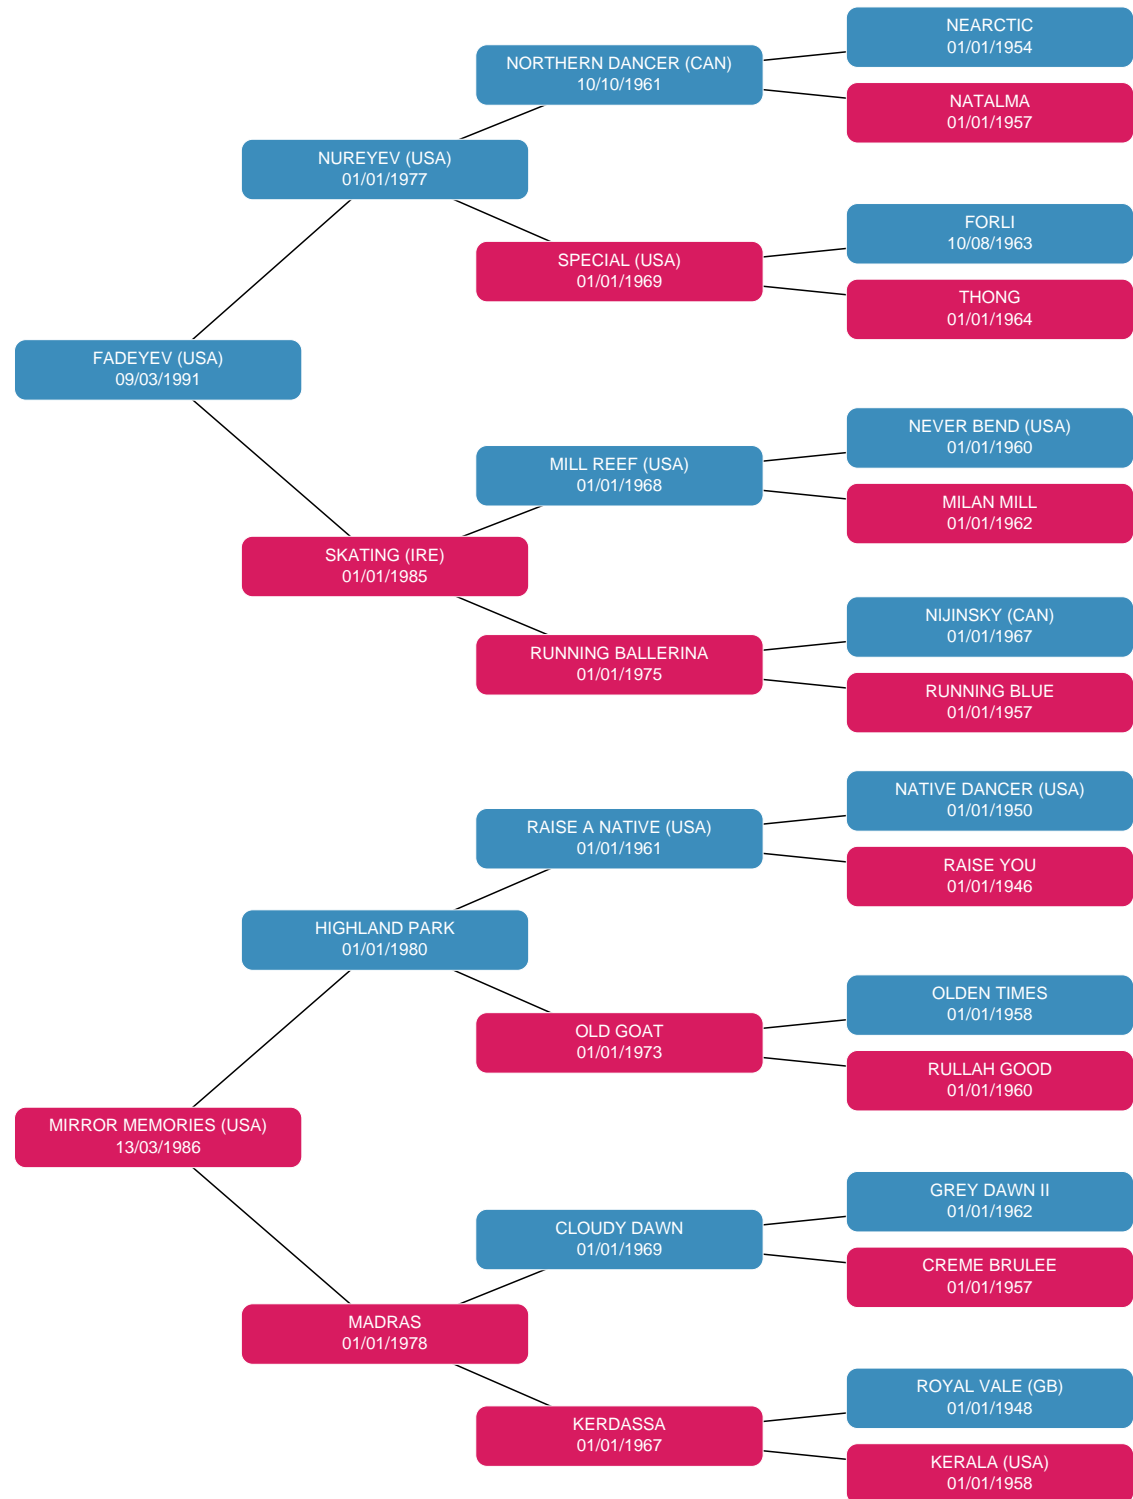 NEARCTIC
01/01/1954
NORTHERN DANCER (CAN)
10/10/1961
NATALMA
01/01/1957
NUREYEV (USA)
01/01/1977
FORLI
10/08/1963
SPECIAL (USA)
01/01/1969
THONG
01/01/1964
FADEYEV (USA)
09/03/1991
NEVER BEND (USA)
01/01/1960
MILL REEF (USA)
01/01/1968
MILAN MILL
01/01/1962
SKATING (IRE)
01/01/1985
NIJINSKY (CAN)
01/01/1967
RUNNING BALLERINA
01/01/1975
RUNNING BLUE
01/01/1957
NATIVE DANCER (USA)
01/01/1950
RAISE A NATIVE (USA)
01/01/1961
RAISE YOU
01/01/1946
HIGHLAND PARK
01/01/1980
OLDEN TIMES
01/01/1958
OLD GOAT
01/01/1973
RULLAH GOOD
01/01/1960
MIRROR MEMORIES (USA)
13/03/1986
GREY DAWN II
01/01/1962
CLOUDY DAWN
01/01/1969
CREME BRULEE
01/01/1957
MADRAS
01/01/1978
ROYAL VALE (GB)
01/01/1948
KERDASSA
01/01/1967
KERALA (USA)
01/01/1958